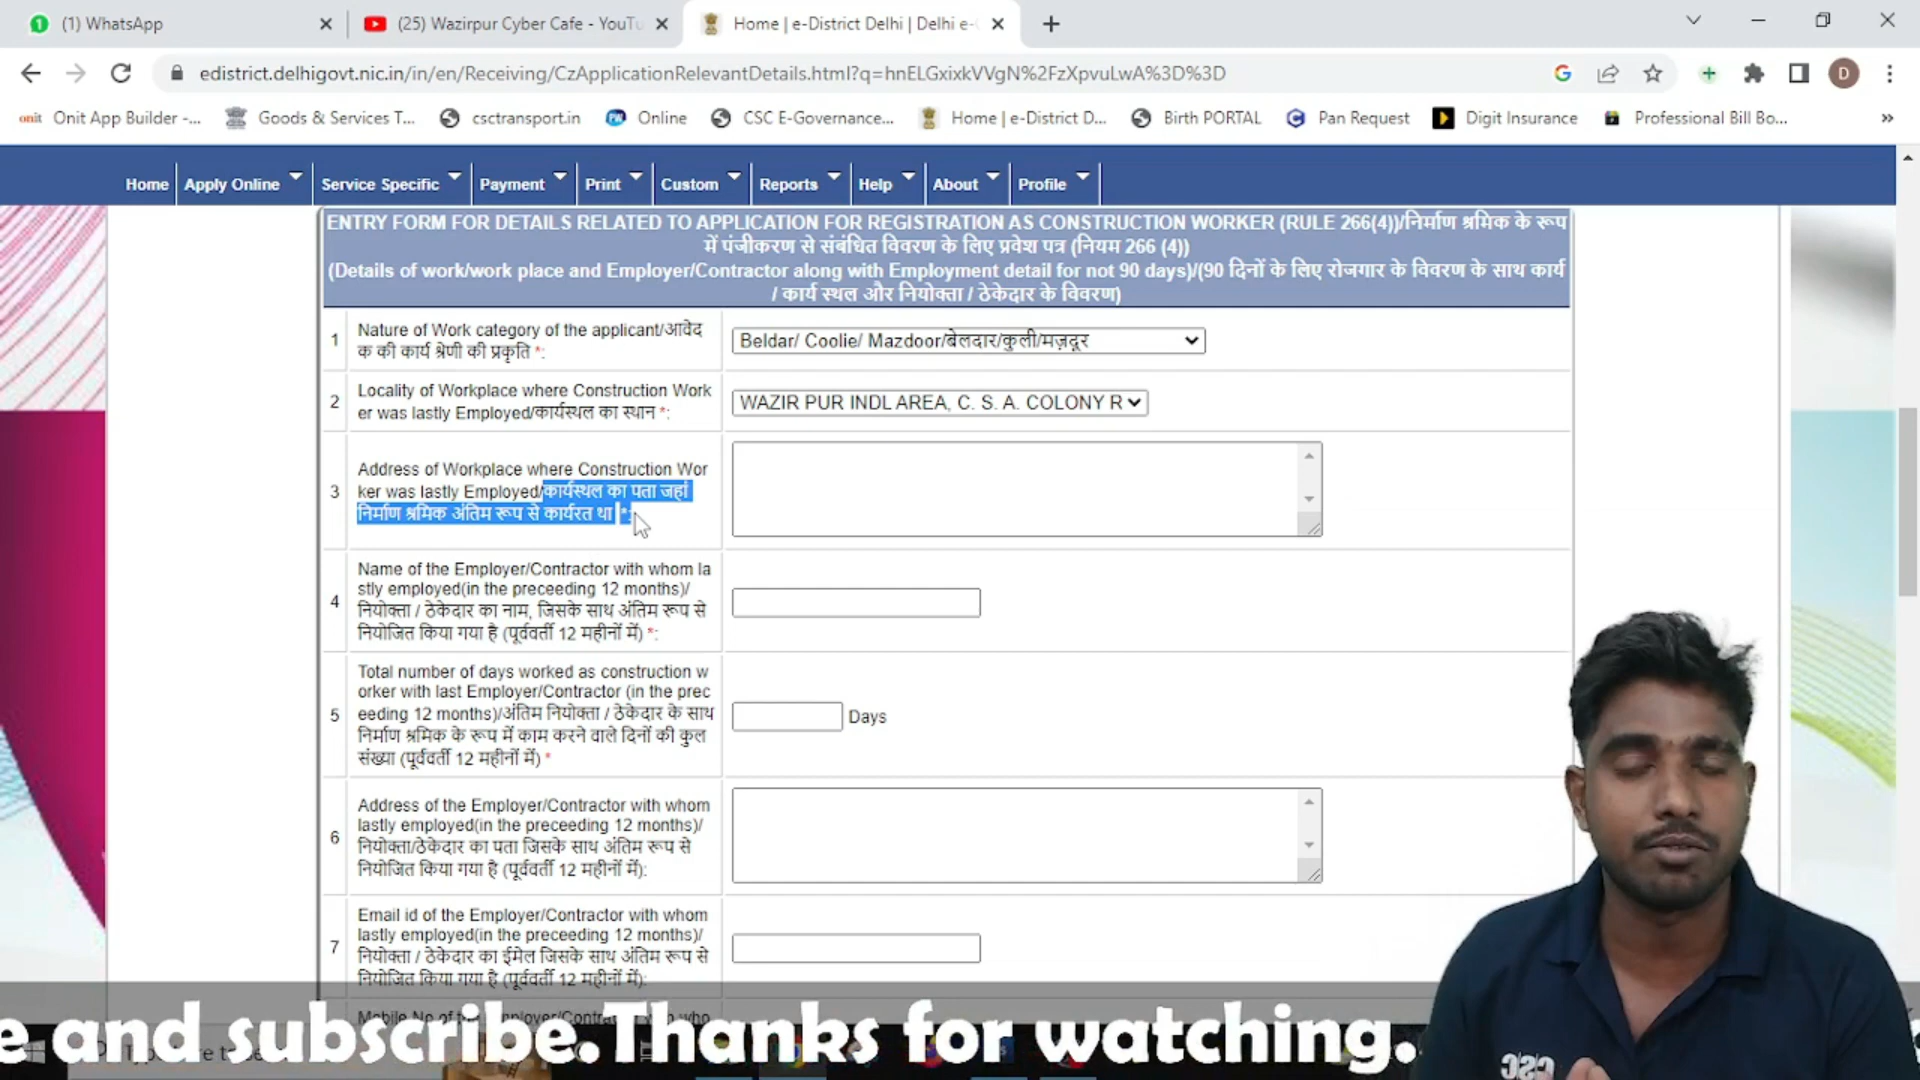 (1) WhatsApp
(25) Wazirpur Cyber Cafe - YouTu
Home | e-District Delhi | Delhi e-
edistrict.delhigovt.nic.in/in/en/Receiving/CzApplicationRelevantDetails.html?q=hnELGxixkVVgN%2FzXpvuLwA%3D%3D
onit Onit App Builder -...
Goods & Services T...
csctransport.in
Online
CSC E-Governance...
Home | e-District D...
Birth PORTAL
Pan Request
Digit Insurance
Professional Bill Bo...
Home
Apply Online
Service Specific
Payment
Print
Custom
Reports
Help
About
Profile
ENTRY FORM FOR DETAILS RELATED TO APPLICATION FOR REGISTRATION AS CONSTRUCTION WORKER (RULE 266(4))/निर्माण श्रमिक के रूप
में पंजीकरण से संबंधित विवरण के लिए प्रवेश पत्र (नियम 266 (4))
(Details of work/work place and Employer/Contractor along with Employment detail for not 90 days)/(90 दिनों के लिए रोजगार के विवरण के साथ कार्य
/ कार्य स्थल और नियोक्ता / ठेकेदार के विवरण)
1
Nature of Work category of the applicant/आवेद
क की कार्य श्रेणी की प्रकृति *:
Beldar/ Coolie/ Mazdoor/बेलदार/कुली/मज़दूर
2
Locality of Workplace where Construction Work
er was lastly Employed/कार्यस्थल का स्थान *:
WAZIR PUR INDL AREA, C. S. A. COLONY R
3
Address of Workplace where Construction Wor
ker was lastly Employed/कार्यस्थल का पता जहां
निर्माण श्रमिक अंतिम रूप से कार्यरत था *:
4
Name of the Employer/Contractor with whom la
stly employed(in the preceeding 12 months)/
नियोक्ता / ठेकेदार का नाम, जिसके साथ अंतिम रूप से
नियोजित किया गया है (पूर्ववर्ती 12 महीनों में) *:
5
Total number of days worked as construction w
orker with last Employer/Contractor (in the prec
eeding 12 months)/अंतिम नियोक्ता / ठेकेदार के साथ
निर्माण श्रमिक के रूप में काम करने वाले दिनों की कुल
संख्या (पूर्ववर्ती 12 महीनों में) *
Days
6
Address of the Employer/Contractor with whom
lastly employed(in the preceeding 12 months)/
नियोक्ता/ठेकेदार का पता जिसके साथ अंतिम रूप से
नियोजित किया गया है (पूर्ववर्ती 12 महीनों में):
7
Email id of the Employer/Contractor with whom
lastly employed(in the preceeding 12 months)/
नियोक्ता / ठेकेदार का ईमेल जिसके साथ अंतिम रूप से
नियोजित किया गया है (पूर्ववर्ती 12 महीनों में):
e and subscribe.Thanks for watching.
CSC